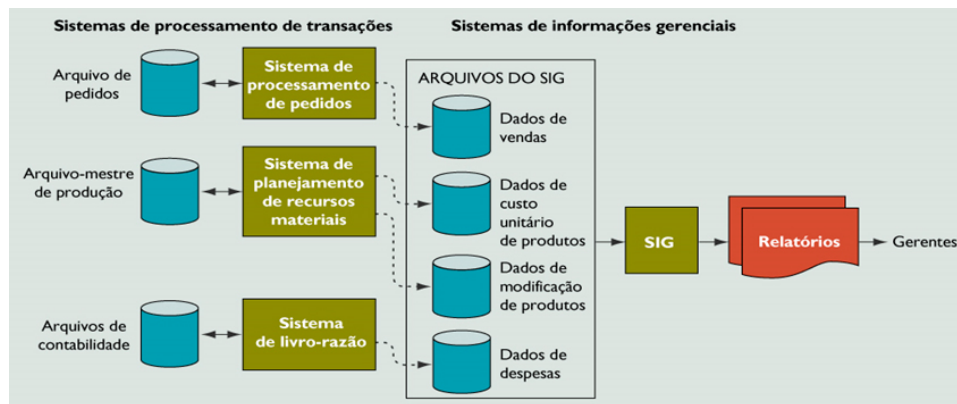 Sistemas de processamento de transações
Sistemas de informações gerenciais
Arquivo de
pedidos
Sistema de
processamento
de pedidos
Arquivo-mestre
de produção
Sistema de
planejamento
de recursos
materiais
Arquivos de
contabilidade
Sistema
de livro-razão
ARQUIVOS DO SIG
Dados de
vendas
Dados de
custo
unitário
de produtos
Dados de
modificação
de produtos
Dados de
despesas
SIG
Relatórios
Gerentes